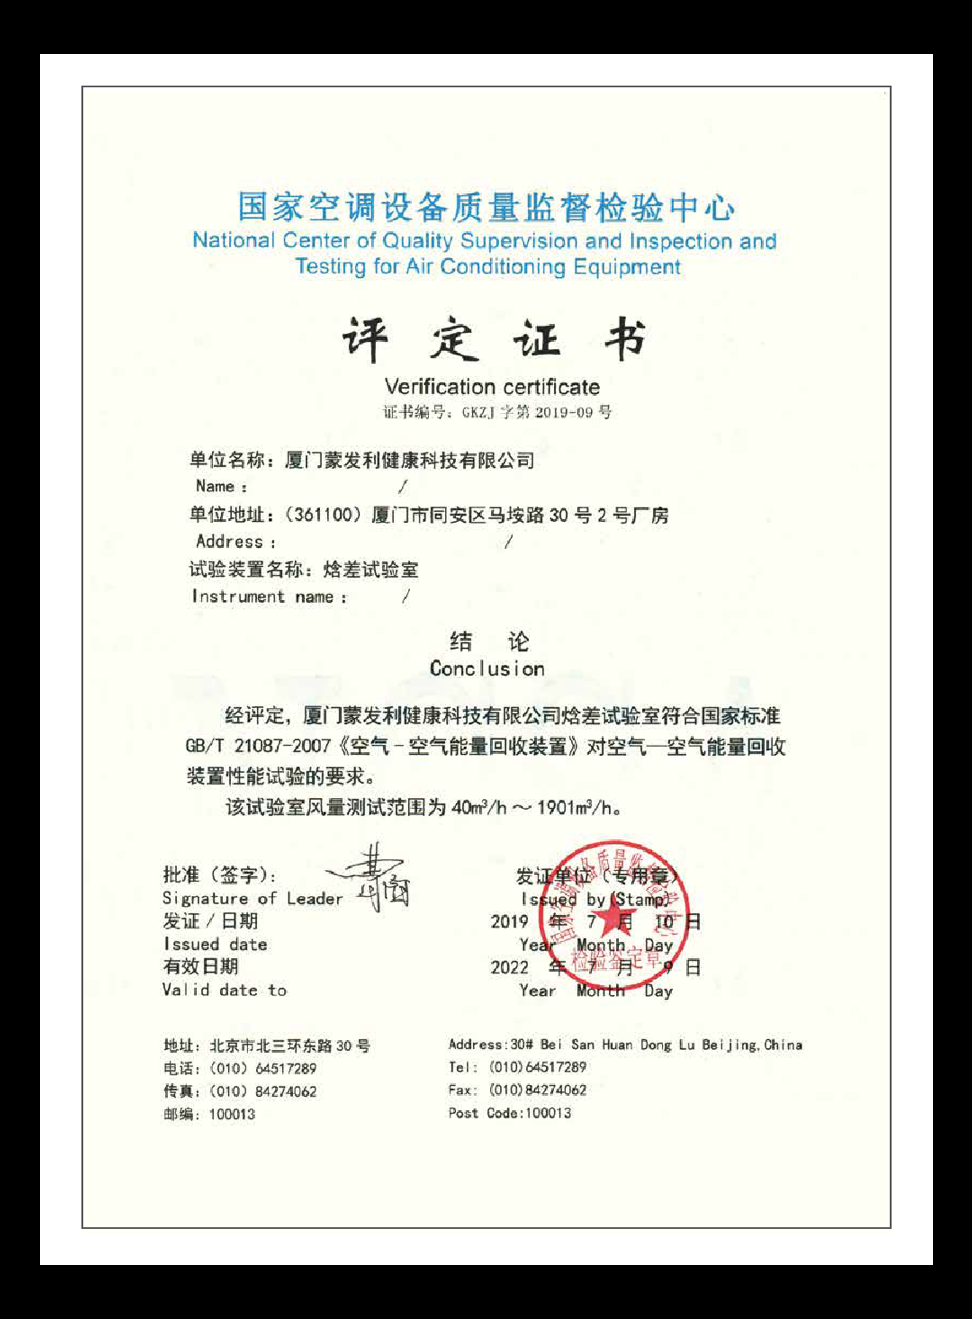 国家空调设备质量监督检验中心
National Center of Quality Supervision and Inspection and
Testing for Air Conditioning Equipment
评定证书
Verification certificate
证书编号：GKZJ 字第 2019-09 号
单位名称：厦门蒙发利健康科技有限公司
Name： /
单位地址：（361100）厦门市同安区马垵路 30 号 2 号厂房
Address： /
试验装置名称：焓差试验室
Instrument name： /
结 论
Conclusion
经评定，厦门蒙发利健康科技有限公司焓差试验室符合国家标准
GB/T 21087-2007《空气－空气能量回收装置》对空气—空气能量回收
装置性能试验的要求。
该试验室风量测试范围为 40m³/h ～ 1901m³/h。
批准（签字）： 发证单位（专用章）
Signature of Leader Issued by(Stamp)
发证 / 日期 2019 年 7 月 10 日
Issued date Year Month Day
有效日期 2022 年 7 月 9 日
Valid date to Year Month Day
国家空调设备质量监督检验中心
检验鉴定章
地址：北京市北三环东路 30 号 Address:30# Bei San Huan Dong Lu Beijing,China
电话：（010）64517289 Tel: (010)64517289
传真：（010）84274062 Fax: (010)84274062
邮编：100013 Post Code:100013